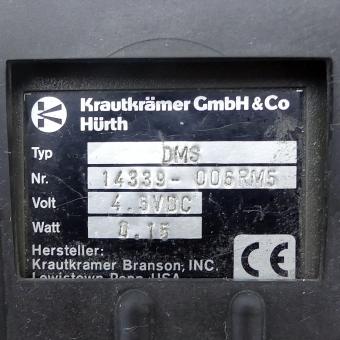 Krautkrämer GmbH & Co
Hürth
Typ DMS
Nr. 14339- 006RM5
Volt 4.5VDC
Watt 0.15
Hersteller:
Krautkramer Branson, INC.
Lewistown Penn. USA
CE